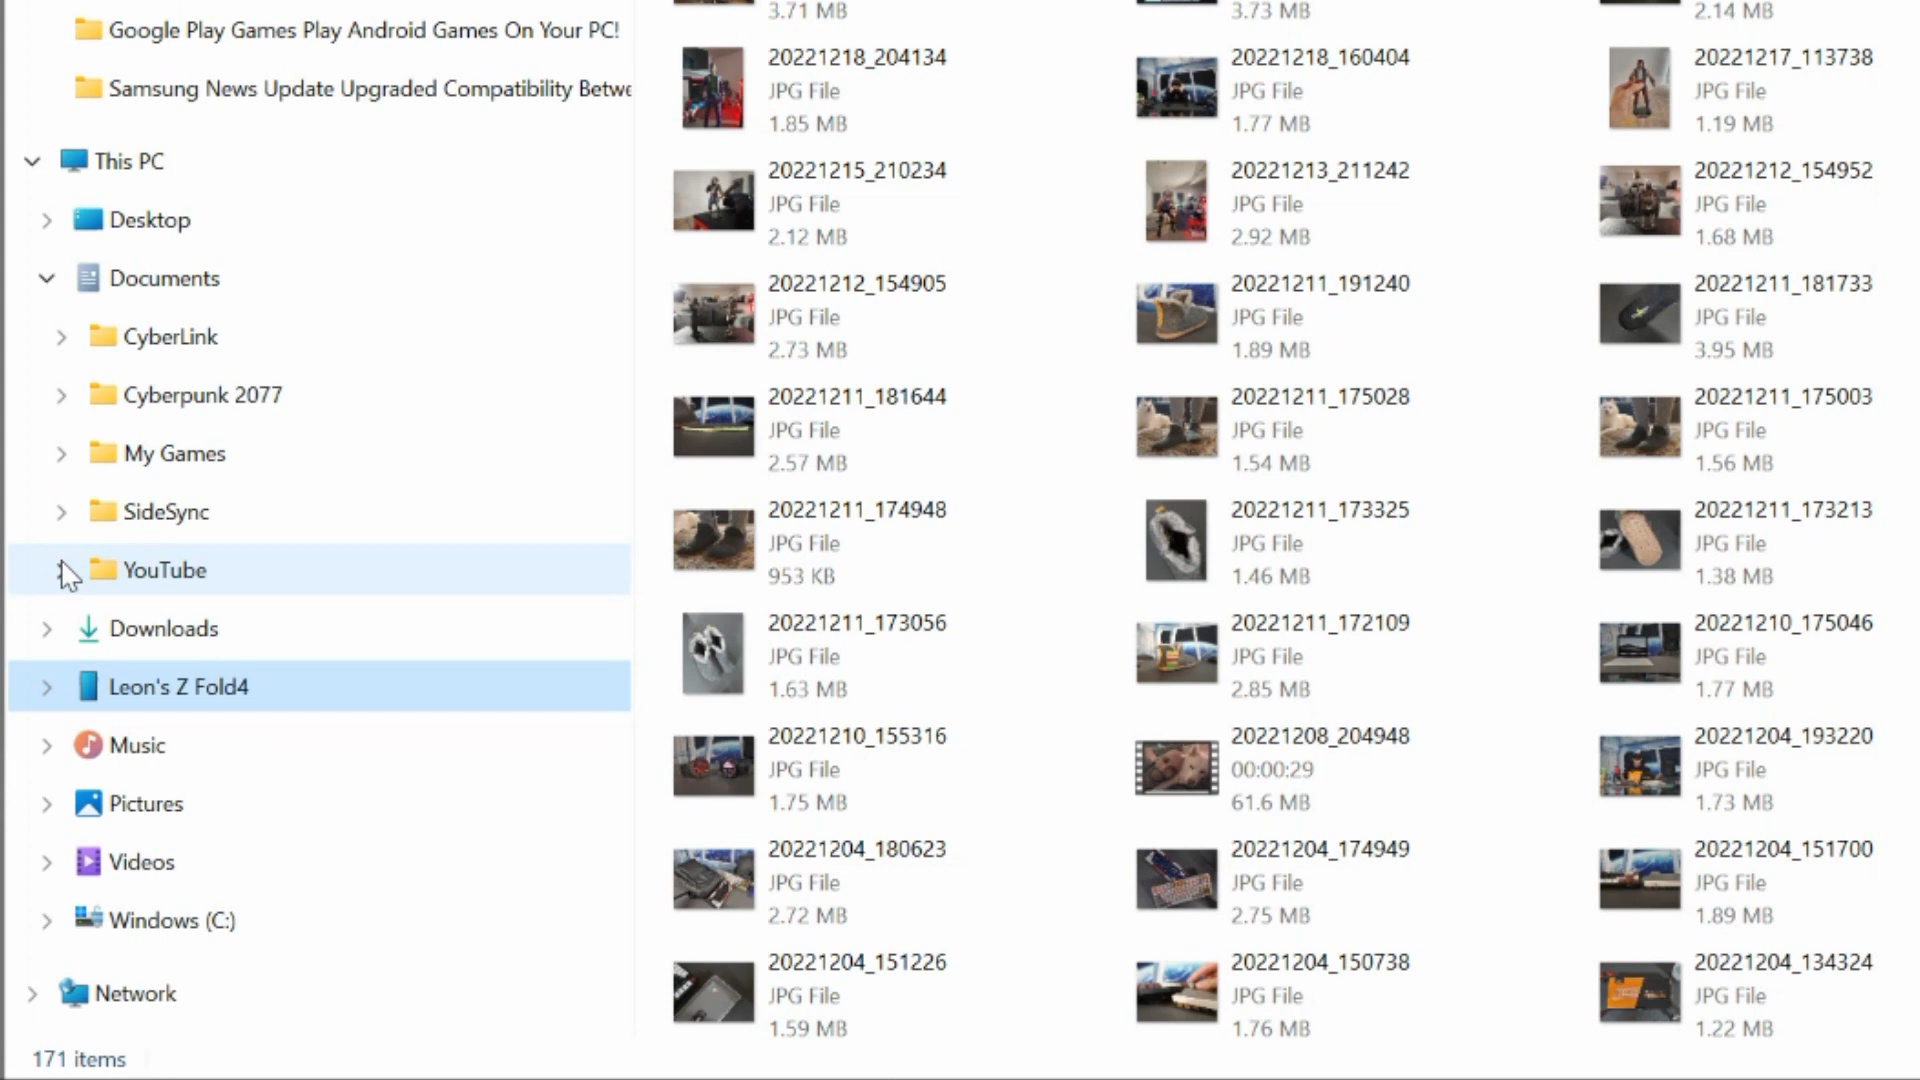 Google Play Games Play Android Games On Your PC!
Samsung News Update Upgraded Compatibility Betwe
This PC
Desktop
Documents
CyberLink
Cyberpunk 2077
My Games
SideSync
YouTube
Downloads
Leon's Z Fold4
Music
Pictures
Videos
Windows (C:)
Network
171 items
3.71 MB
3.73 MB
2.14 MB
20221218_204134
JPG File
1.85 MB
20221218_160404
JPG File
1.77 MB
20221217_113738
JPG File
1.19 MB
20221215_210234
JPG File
2.12 MB
20221213_211242
JPG File
2.92 MB
20221212_154952
JPG File
1.68 MB
20221212_154905
JPG File
2.73 MB
20221211_191240
JPG File
1.89 MB
20221211_181733
JPG File
3.95 MB
20221211_181644
JPG File
2.57 MB
20221211_175028
JPG File
1.54 MB
20221211_175003
JPG File
1.56 MB
20221211_174948
JPG File
953 KB
20221211_173325
JPG File
1.46 MB
20221211_173213
JPG File
1.38 MB
20221211_173056
JPG File
1.63 MB
20221211_172109
JPG File
2.85 MB
20221210_175046
JPG File
1.77 MB
20221210_155316
JPG File
1.75 MB
20221208_204948
00:00:29
61.6 MB
20221204_193220
JPG File
1.73 MB
20221204_180623
JPG File
2.72 MB
20221204_174949
JPG File
2.75 MB
20221204_151700
JPG File
1.89 MB
20221204_151226
JPG File
1.59 MB
20221204_150738
JPG File
1.76 MB
20221204_134324
JPG File
1.22 MB